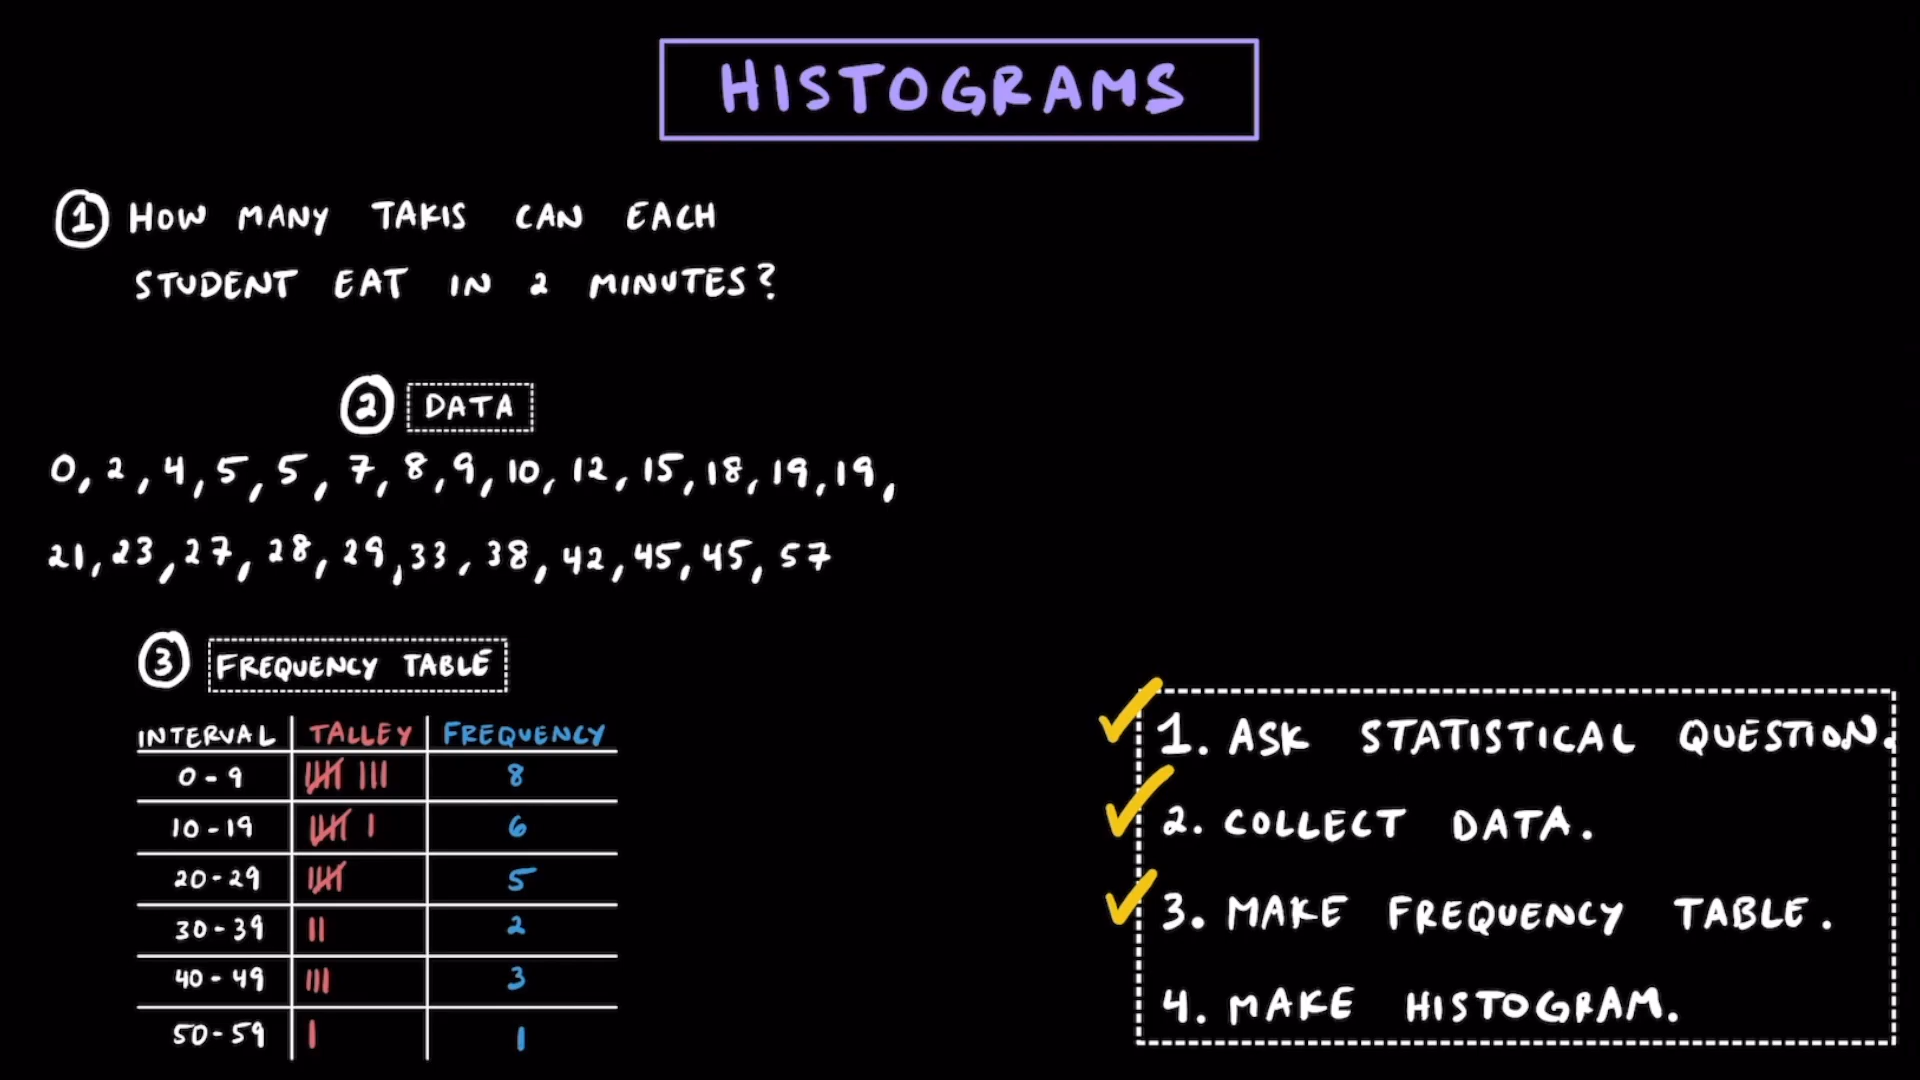 HISTOGRAMS
1 HOW MANY TAKIS CAN EACH
STUDENT EAT IN 2 MINUTES?
2 DATA
0, 2, 4, 5, 5, 7, 8, 9, 10, 12, 15, 18, 19, 19,
21, 23, 27, 28, 29, 33, 38, 42, 45, 45, 57
3 FREQUENCY TABLE
INTERVAL TALLEY FREQUENCY
0-9 8
10-19 6
20-29 5
30-39 2
40-49 3
50-59 1
1. ASK STATISTICAL QUESTION.
2. COLLECT DATA.
3. MAKE FREQUENCY TABLE.
4. MAKE HISTOGRAM.